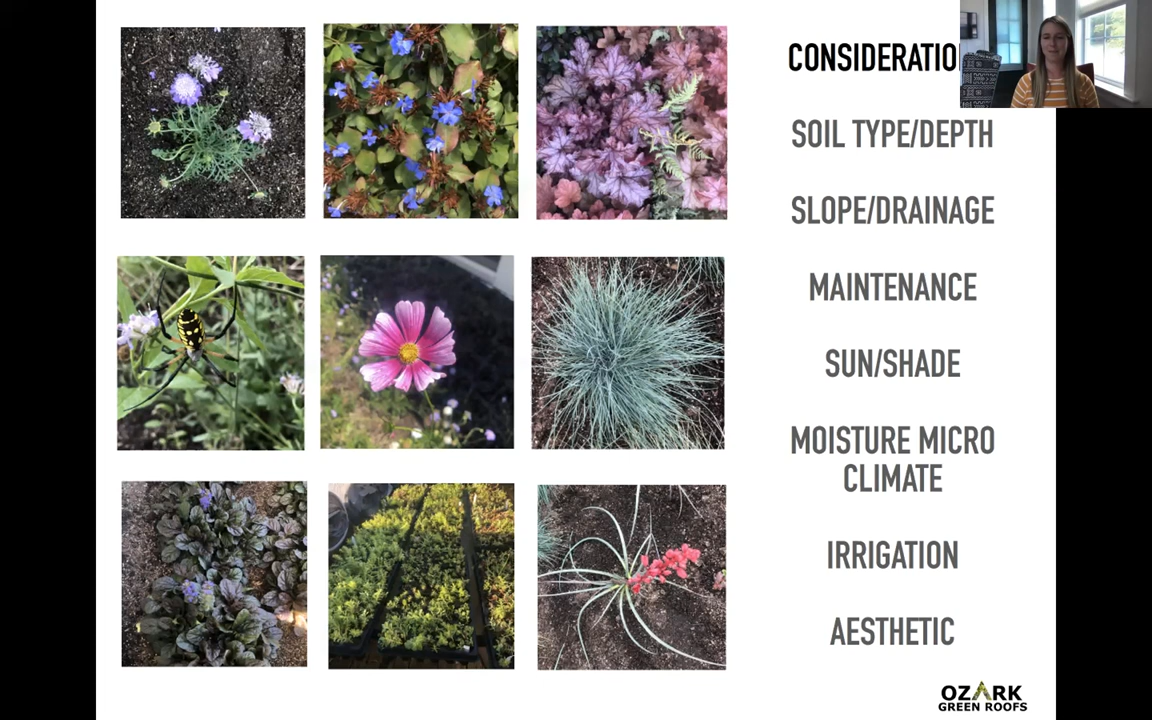 CONSIDERATIO
SOIL TYPE/DEPTH
SLOPE/DRAINAGE
MAINTENANCE
SUN/SHADE
MOISTURE MICRO
CLIMATE
IRRIGATION
AESTHETIC
OZARK
GREEN ROOFS